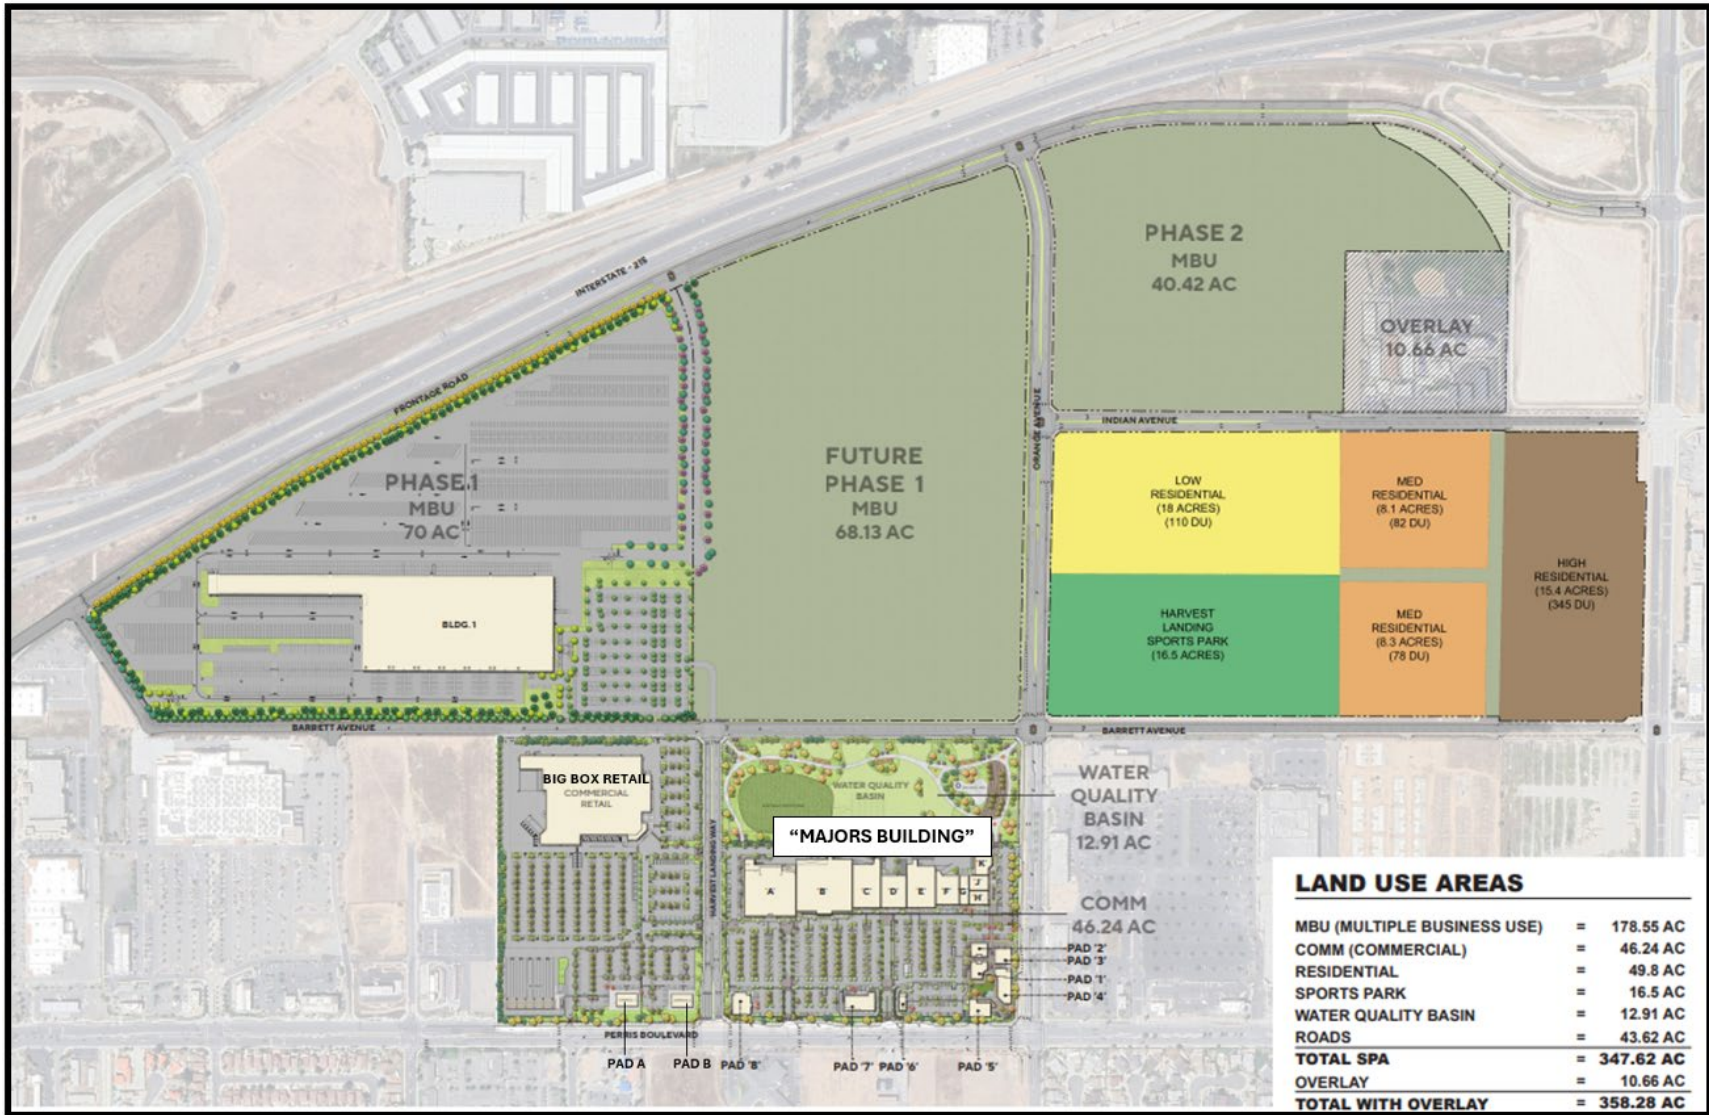 INTERSTATE - 215
FRONTAGE ROAD
PHASE 1
MBU
70 AC
BLDG. 1
BARRETT AVENUE
FUTURE
PHASE 1
MBU
68.13 AC
PHASE 2
MBU
40.42 AC
OVERLAY
10.66 AC
ORANGE AVENUE
INDIAN AVENUE
LOW
RESIDENTIAL
(18 ACRES)
(110 DU)
MED
RESIDENTIAL
(8.1 ACRES)
(82 DU)
HIGH
RESIDENTIAL
(15.4 ACRES)
(345 DU)
HARVEST
LANDING
SPORTS PARK
(16.5 ACRES)
MED
RESIDENTIAL
(8.3 ACRES)
(78 DU)
BARRETT AVENUE
BIG BOX RETAIL
COMMERCIAL
RETAIL
HARVEST LANDING WAY
WATER QUALITY
BASIN
“MAJORS BUILDING”
A
B
C
D
E
F
G
K
J
H
WATER
QUALITY
BASIN
12.91 AC
COMM
46.24 AC
PAD '2'
PAD '3'
PAD '1'
PAD '4'
PERRIS BOULEVARD
PAD A
PAD B
PAD '8'
PAD '7'
PAD '6'
PAD '5'
LAND USE AREAS
MBU (MULTIPLE BUSINESS USE) = 178.55 AC
COMM (COMMERCIAL) = 46.24 AC
RESIDENTIAL = 49.8 AC
SPORTS PARK = 16.5 AC
WATER QUALITY BASIN = 12.91 AC
ROADS = 43.62 AC
TOTAL SPA = 347.62 AC
OVERLAY = 10.66 AC
TOTAL WITH OVERLAY = 358.28 AC